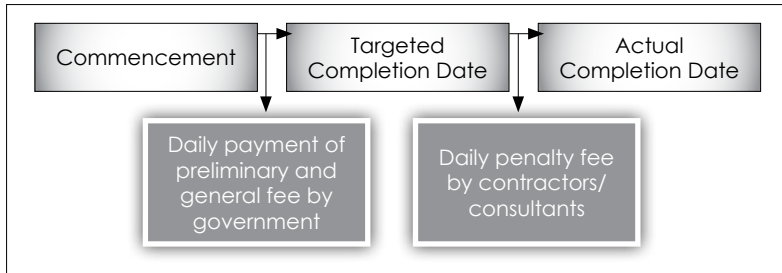 Commencement
Targeted
Completion Date
Actual
Completion Date
Daily payment of
preliminary and
general fee by
government
Daily penalty fee
by contractors/
consultants